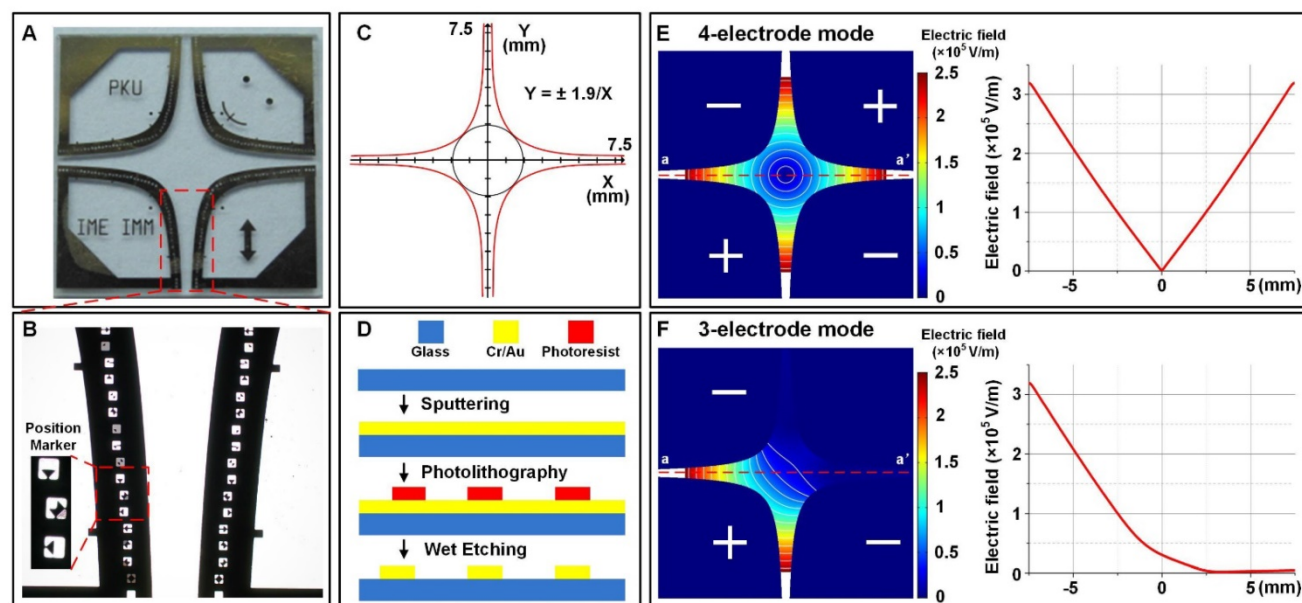 A
PKU
IME IMM
B
Position
Marker
C
7.5
Y
(mm)
Y = ± 1.9/X
7.5
X
(mm)
D
Glass
Cr/Au
Photoresist
Sputtering
Photolithography
Wet Etching
E
4-electrode mode
Electric field
(×10⁵ V/m)
− +
a a'
+ −
2.5
2
1.5
1
0.5
0
Electric field (×10⁵ V/m)
3
2
1
0
-5 0 5 (mm)
F
3-electrode mode
Electric field
(×10⁵ V/m)
−
a a'
+ −
2.5
2
1.5
1
0.5
0
Electric field (×10⁵ V/m)
3
2
1
0
-5 0 5 (mm)